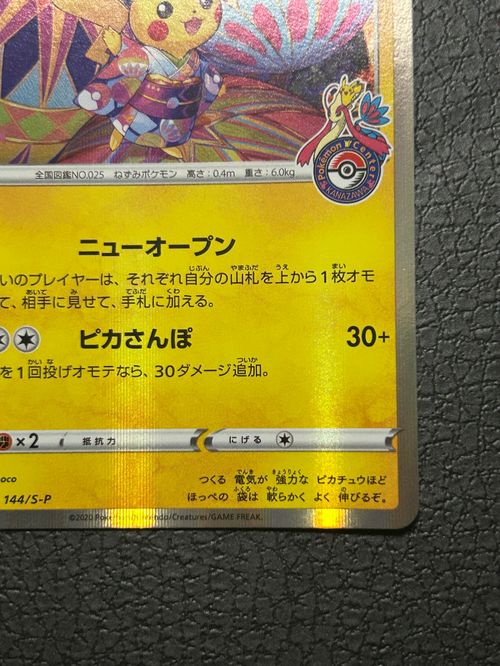 Pokémon Center
KANAZAWA
全国図鑑NO.025 ねずみポケモン 高さ:0.4m 重さ:6.0kg
ニューオープン
いのプレイヤーは、それぞれ自分の山札を上から1枚オモ
て、相手に見せて、手札に加える。
ピカさんぽ 30+
を1回投げオモテなら、30ダメージ追加。
×2 抵抗力 にげる
oco
144/S-P
つくる 電気が 強力な ピカチュウほど
ほっぺの 袋は 軟らかく よく 伸びるぞ。
©2020 Pokémon/Nintendo/Creatures/GAME FREAK.